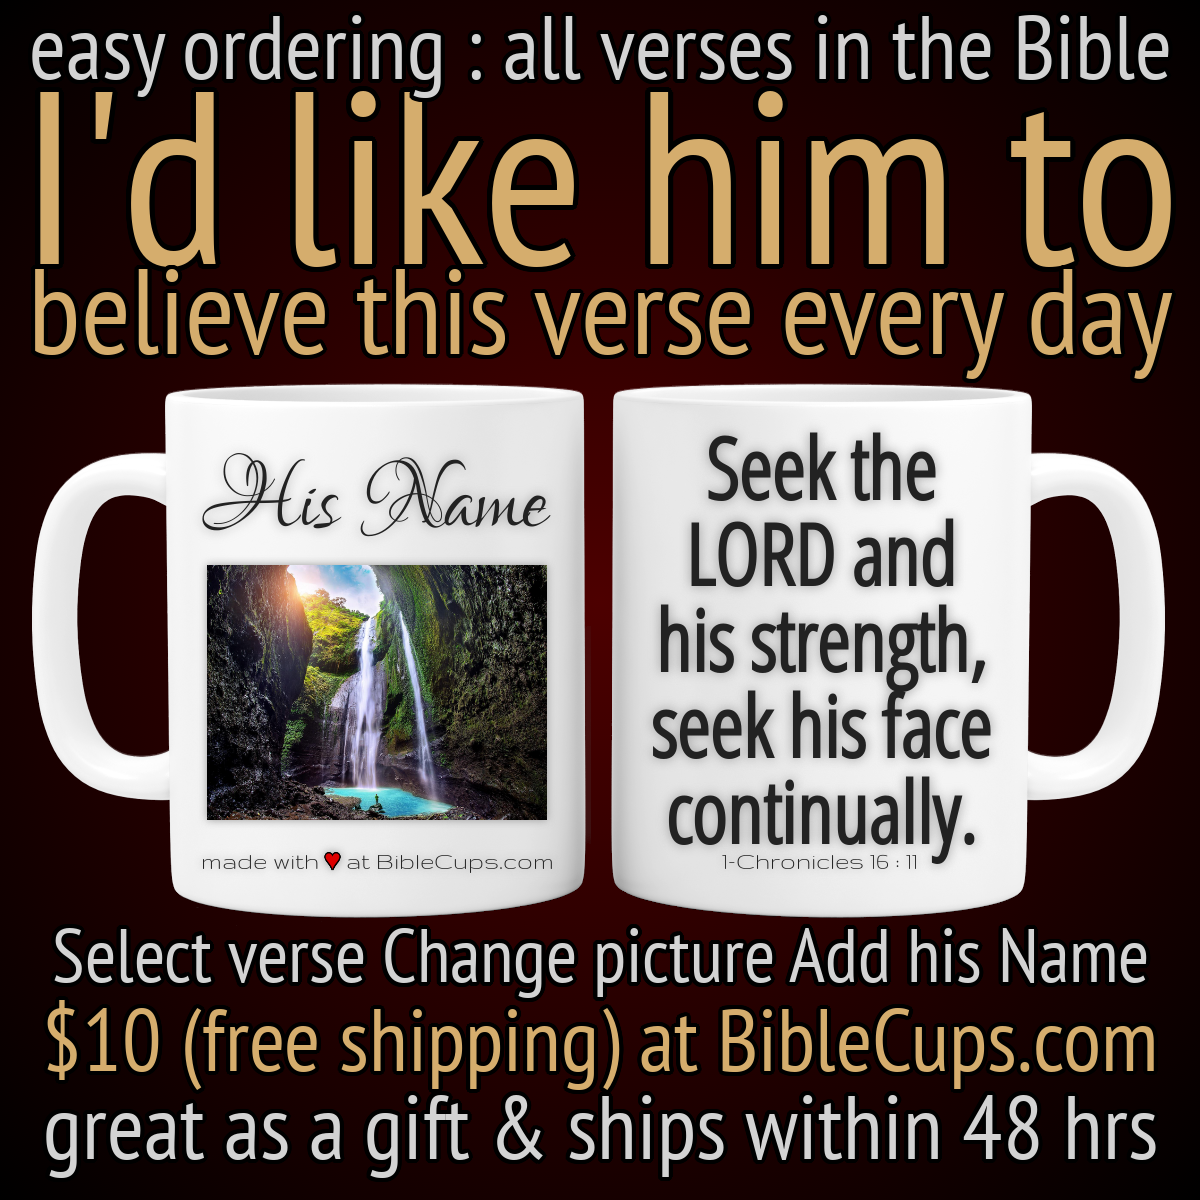 easy ordering : all verses in the Bible
I'd like him to
believe this verse every day
His Name
made with ❤ at BibleCups.com
Seek the
LORD and
his strength,
seek his face
continually.
1-Chronicles 16 : 11
Select verse Change picture Add his Name
$10 (free shipping) at BibleCups.com
great as a gift & ships within 48 hrs